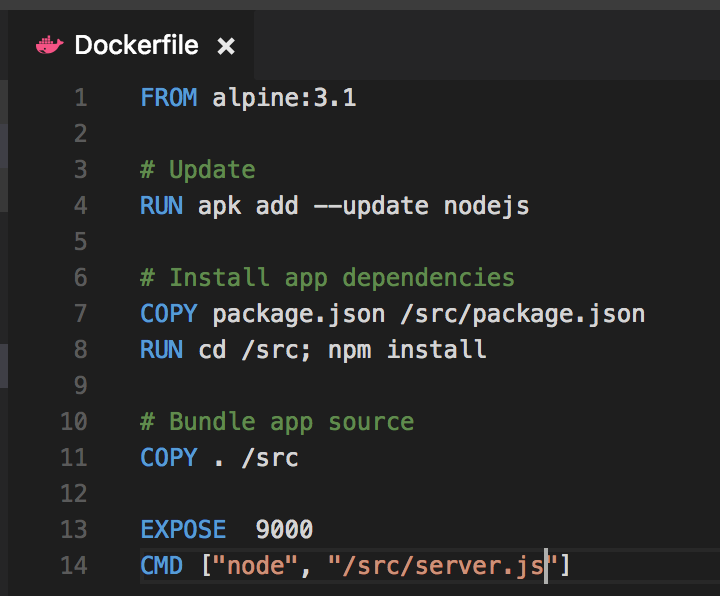 Dockerfile ×
1 FROM alpine:3.1
2
3 # Update
4 RUN apk add --update nodejs
5
6 # Install app dependencies
7 COPY package.json /src/package.json
8 RUN cd /src; npm install
9
10 # Bundle app source
11 COPY . /src
12
13 EXPOSE  9000
14 CMD ["node", "/src/server.js"]